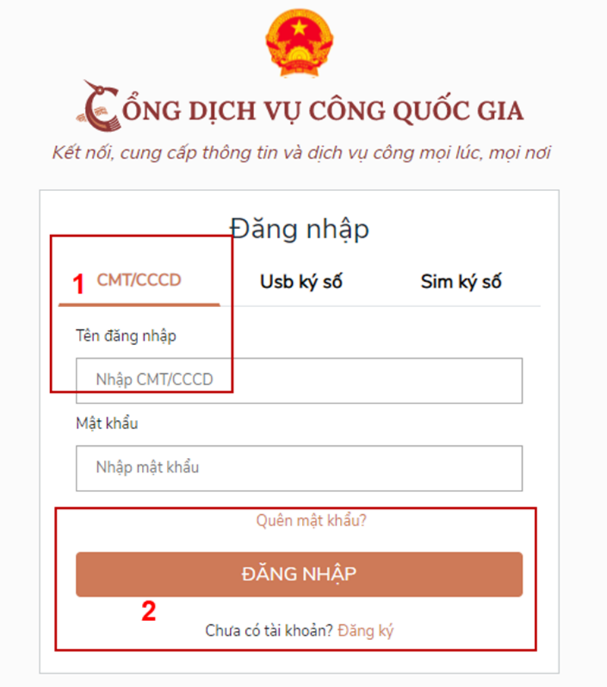 CỔNG DỊCH VỤ CÔNG QUỐC GIA
Kết nối, cung cấp thông tin và dịch vụ công mọi lúc, mọi nơi
Đăng nhập
1 CMT/CCCD Usb ký số Sim ký số
Tên đăng nhập
Nhập CMT/CCCD
Mật khẩu
Nhập mật khẩu
Quên mật khẩu?
ĐĂNG NHẬP
2
Chưa có tài khoản? Đăng ký